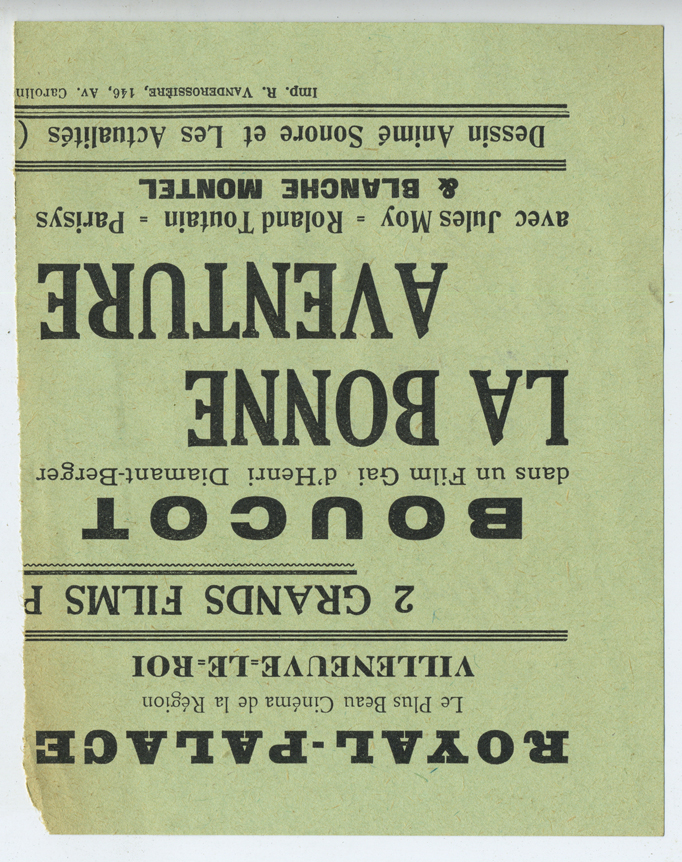 ROYAL-PALACE
Le Plus Beau Cinéma de la Région
VILLENEUVE=LE=ROI
2 GRANDS FILMS
BOUCOT
dans un Film Gai d'Henri Diamant-Berger
LA BONNE
AVENTURE
avec Jules Moy = Roland Toutain = Parisys
& BLANCHE MONTEL
Dessin Animé Sonore et Les Actualités (
Imp. R. VANDEROSSIÈRE, 146, Av. Carolin